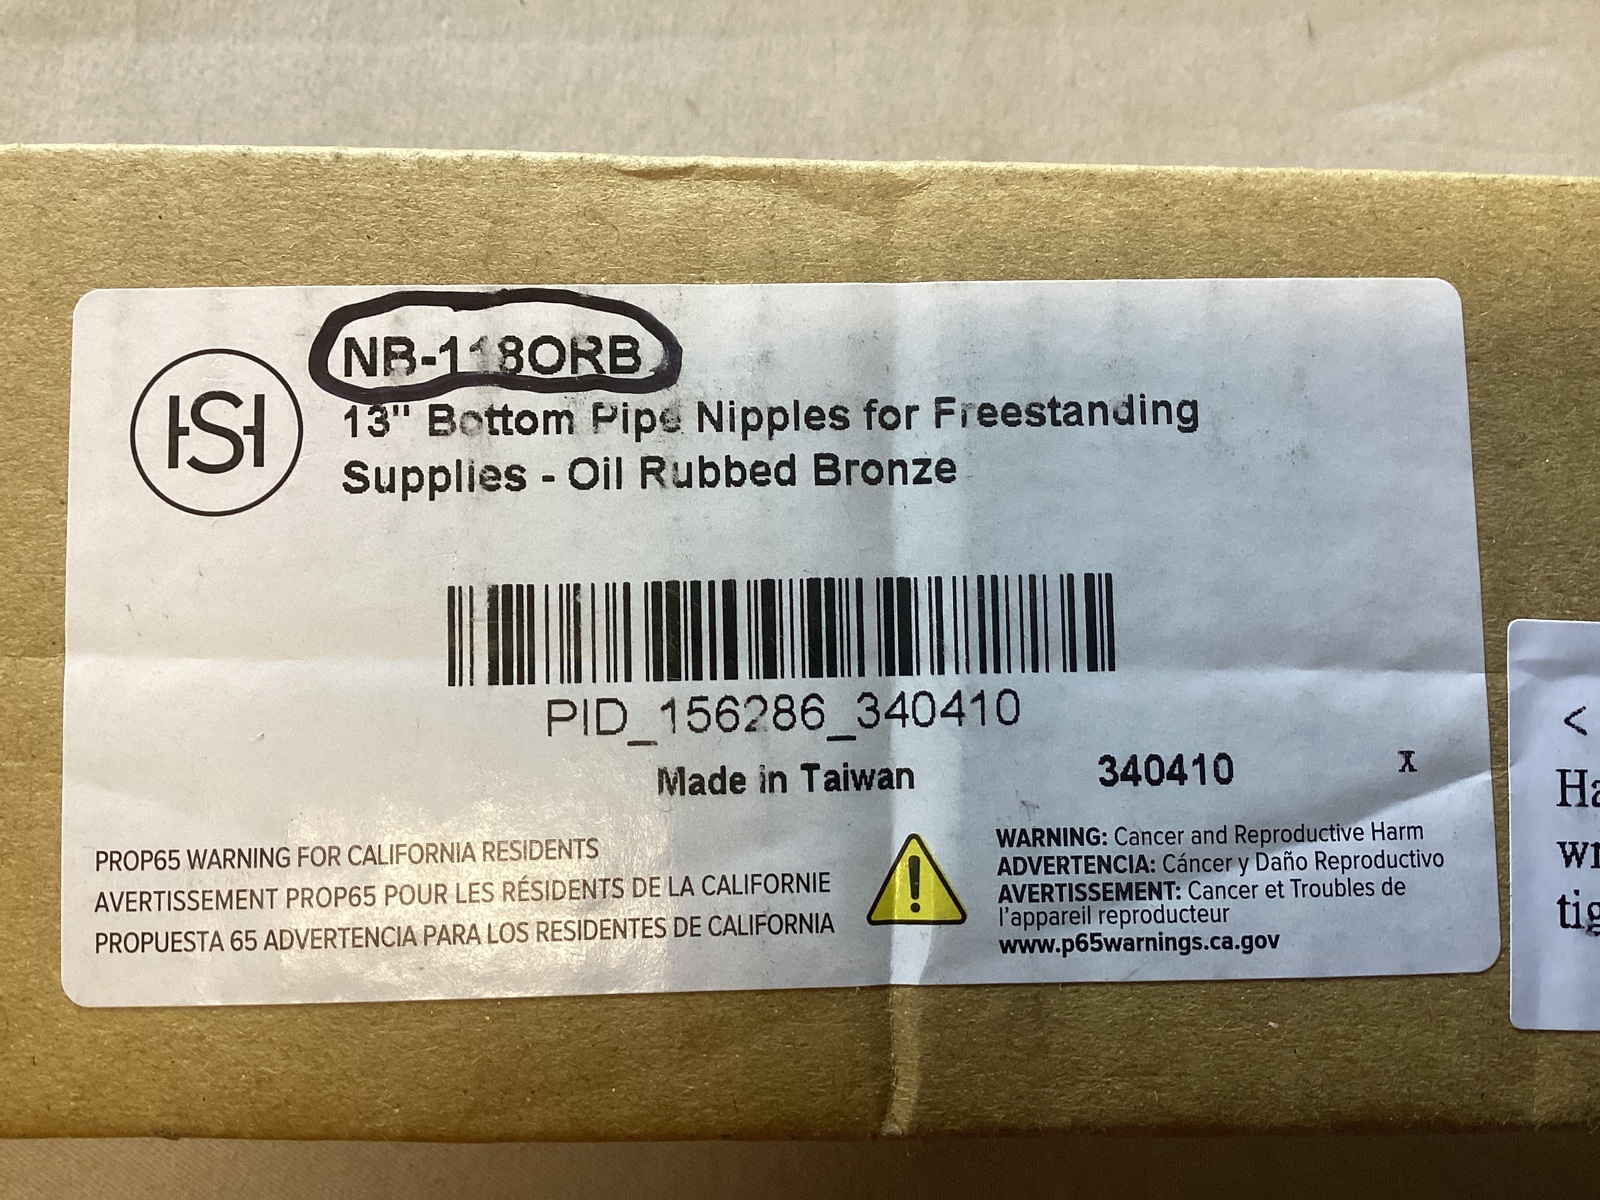 NB-118ORB
13" Bottom Pipe Nipples for Freestanding
Supplies - Oil Rubbed Bronze
HSH
PID_156286_340410
Made in Taiwan
340410
X
PROP65 WARNING FOR CALIFORNIA RESIDENTS
AVERTISSEMENT PROP65 POUR LES RÉSIDENTS DE LA CALIFORNIE
PROPUESTA 65 ADVERTENCIA PARA LOS RESIDENTES DE CALIFORNIA
WARNING: Cancer and Reproductive Harm
ADVERTENCIA: Cáncer y Daño Reproductivo
AVERTISSEMENT: Cancer et Troubles de
l'appareil reproducteur
www.p65warnings.ca.gov
<